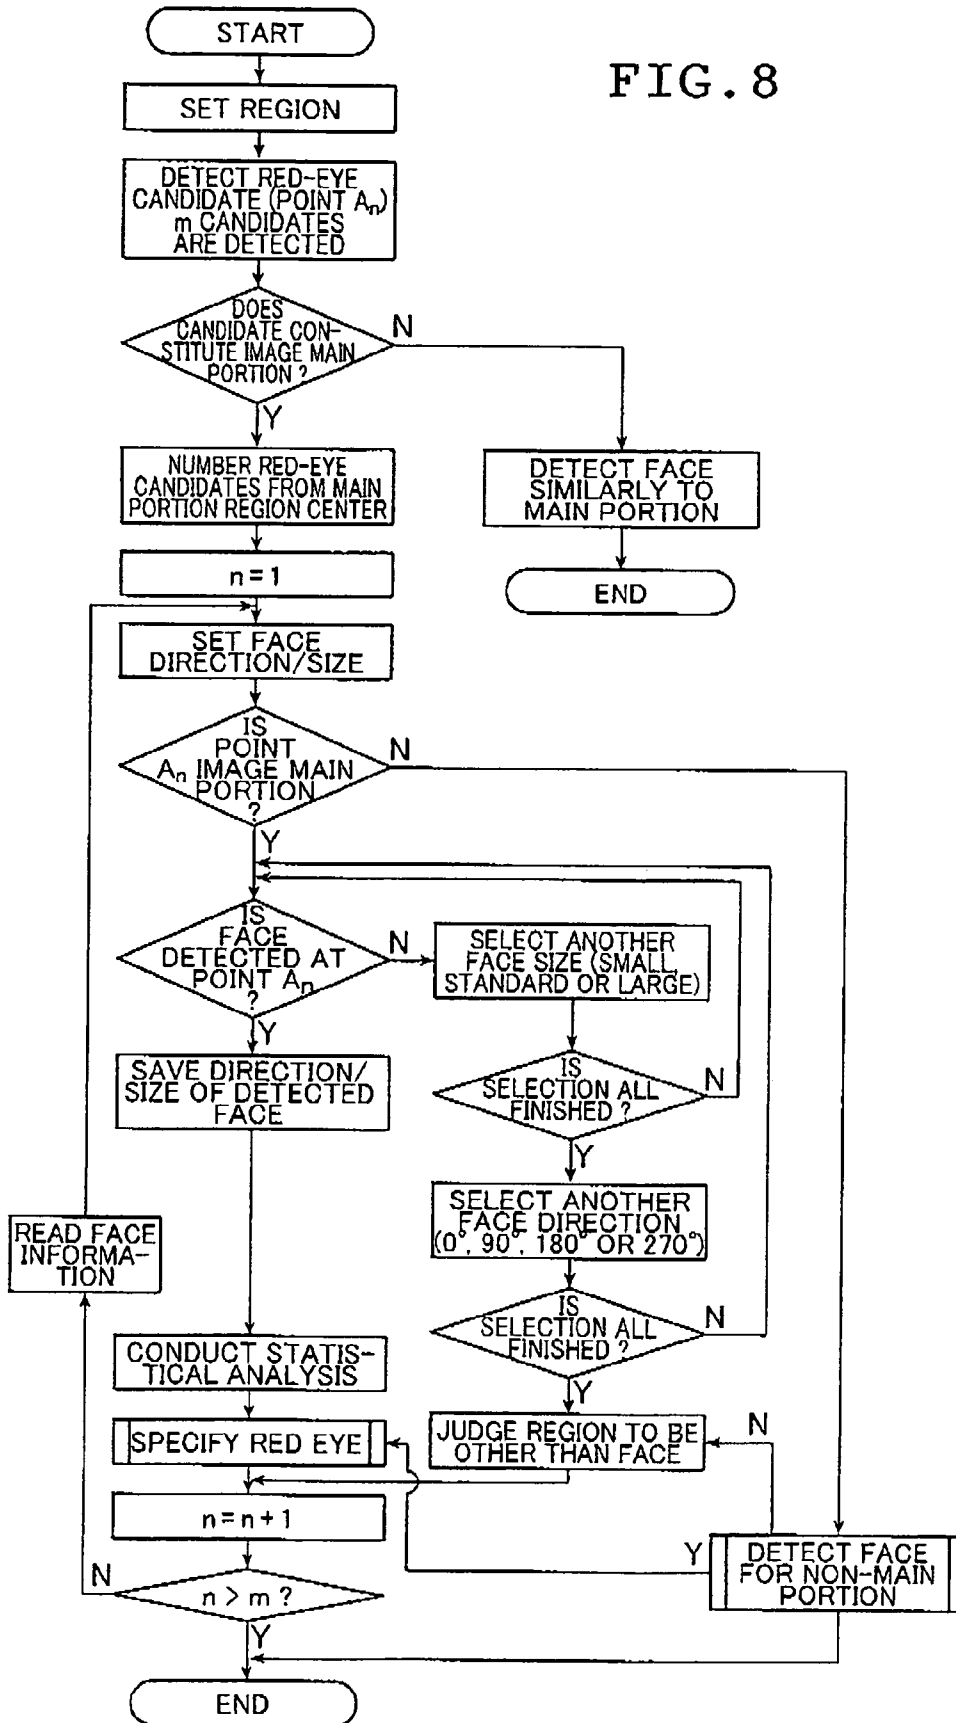 START
FIG. 8
SET REGION
DETECT RED-EYE
CANDIDATE (POINT An)
m CANDIDATES
ARE DETECTED
DOES
CANDIDATE CON-
STITUTE IMAGE MAIN
PORTION ?
N
Y
NUMBER RED-EYE
CANDIDATES FROM MAIN
PORTION REGION CENTER
DETECT FACE
SIMILARLY TO
MAIN PORTION
n=1
END
SET FACE
DIRECTION/SIZE
IS
POINT
An IMAGE MAIN
PORTION
?
N
Y
IS
FACE
DETECTED AT
POINT An
?
N
Y
SELECT ANOTHER
FACE SIZE (SMALL,
STANDARD OR LARGE)
SAVE DIRECTION/
SIZE OF DETECTED
FACE
IS
SELECTION ALL
FINISHED ?
N
Y
SELECT ANOTHER
FACE DIRECTION
(0°, 90°, 180° OR 270°)
READ FACE
INFORMA-
TION
IS
SELECTION ALL
FINISHED ?
N
Y
CONDUCT STATIS-
TICAL ANALYSIS
SPECIFY RED EYE
JUDGE REGION TO BE
OTHER THAN FACE
N
n=n+1
Y
DETECT FACE
FOR NON-MAIN
PORTION
N
n>m ?
Y
END